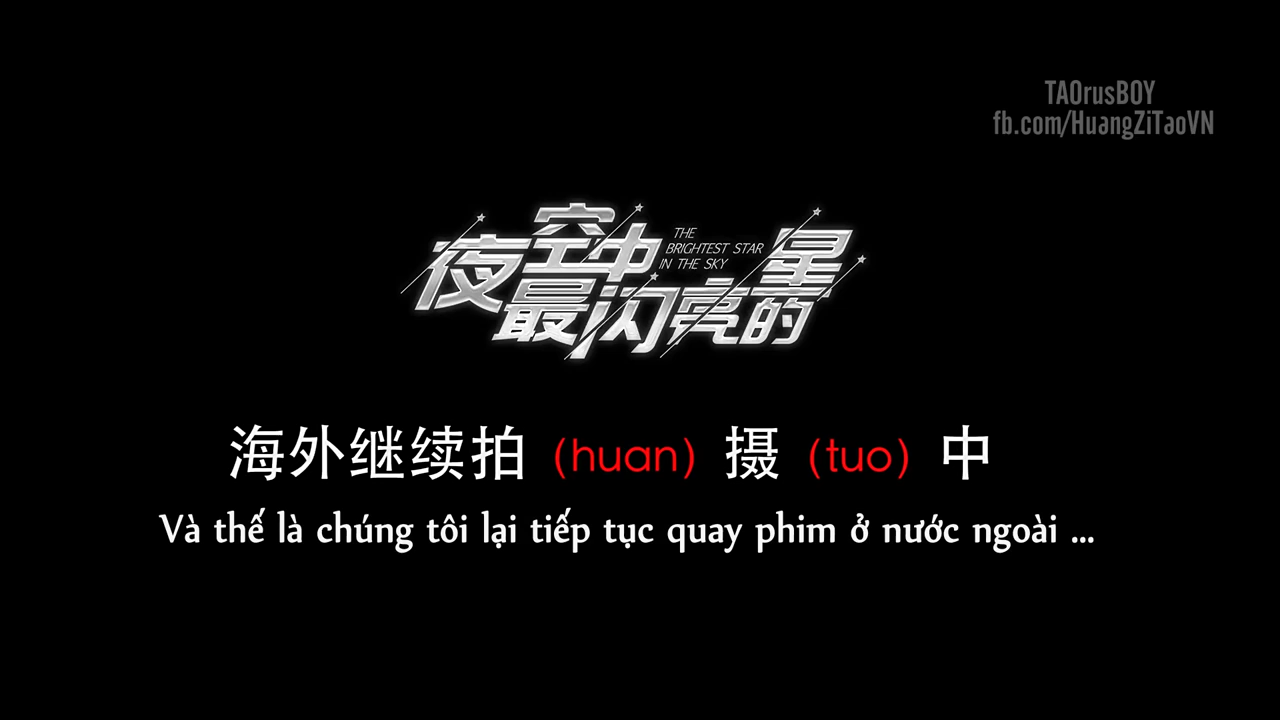 TAOrusBOY
fb.com/HuangZiTaoVN
夜空中最闪亮的星
THE
BRIGHTEST STAR
IN THE SKY
海外继续拍 (huan) 摄 (tuo) 中
Và thế là chúng tôi lại tiếp tục quay phim ở nước ngoài ...